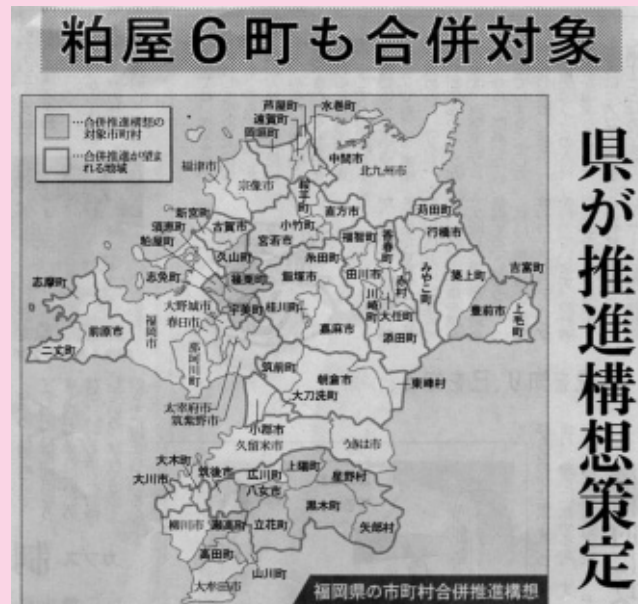 粕屋6町も合併対象
県が推進構想策定
…合併推進構想の
対象市町村
…合併推進が望ま
れる地域
芦屋町
水巻町
遠賀町
岡垣町
中間市
北九州市
福津市
宗像市
鞍手町
直方市
苅田町
行橋市
新宮町
古賀市
小竹町
宮若市
福智町
香春町
須恵町
粕屋町
久山町
糸田町
みやこ町
築上町
吉富町
志免町
篠栗町
飯塚市
田川市
赤村
豊前市
上毛町
志摩町
大野城市
春日市
宇美町
桂川町
川崎町
大任町
前原市
福岡市
那珂川町
嘉麻市
添田町
二丈町
筑前町
朝倉市
東峰村
太宰府市
筑紫野市
大刀洗町
小郡市
久留米市
うきは市
大木町
大川市
筑後市
広川町
上陽町
星野村
八女市
黒木町
柳川市
瀬高町
立花町
矢部村
高田町
山川町
大牟田市
福岡県の市町村合併推進構想